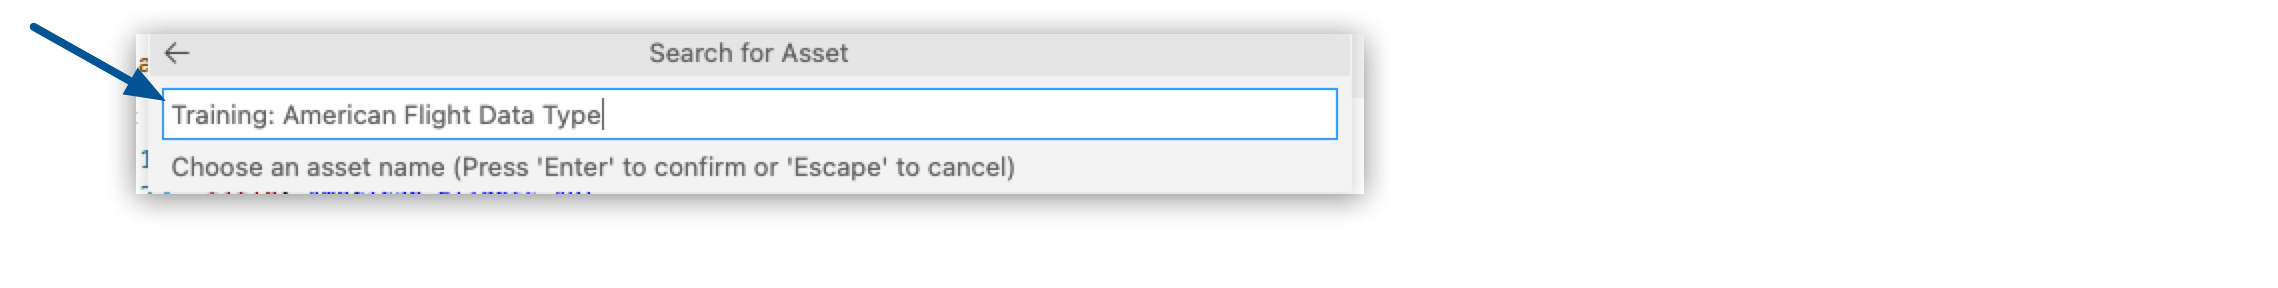 Search for Asset
Training: American Flight Data Type
Choose an asset name (Press 'Enter' to confirm or 'Escape' to cancel)